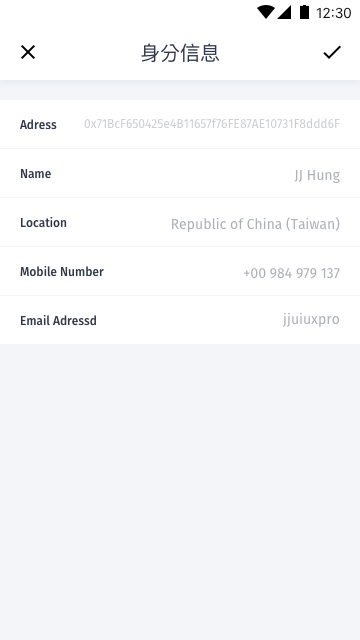 12:30
身分信息
Adress 0x71BcF650425e4B11657f76FE87AE10731F8ddd6F
Name JJ Hung
Location Republic of China (Taiwan)
Mobile Number +00 984 979 137
Email Adressd jjuiuxpro